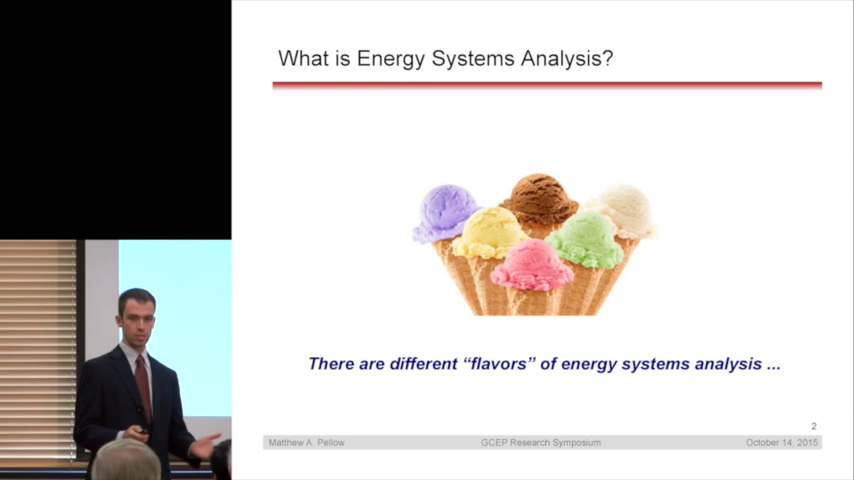 What is Energy Systems Analysis?
There are different “flavors” of energy systems analysis ...
2
Matthew A. Pellow GCEP Research Symposium October 14, 2015